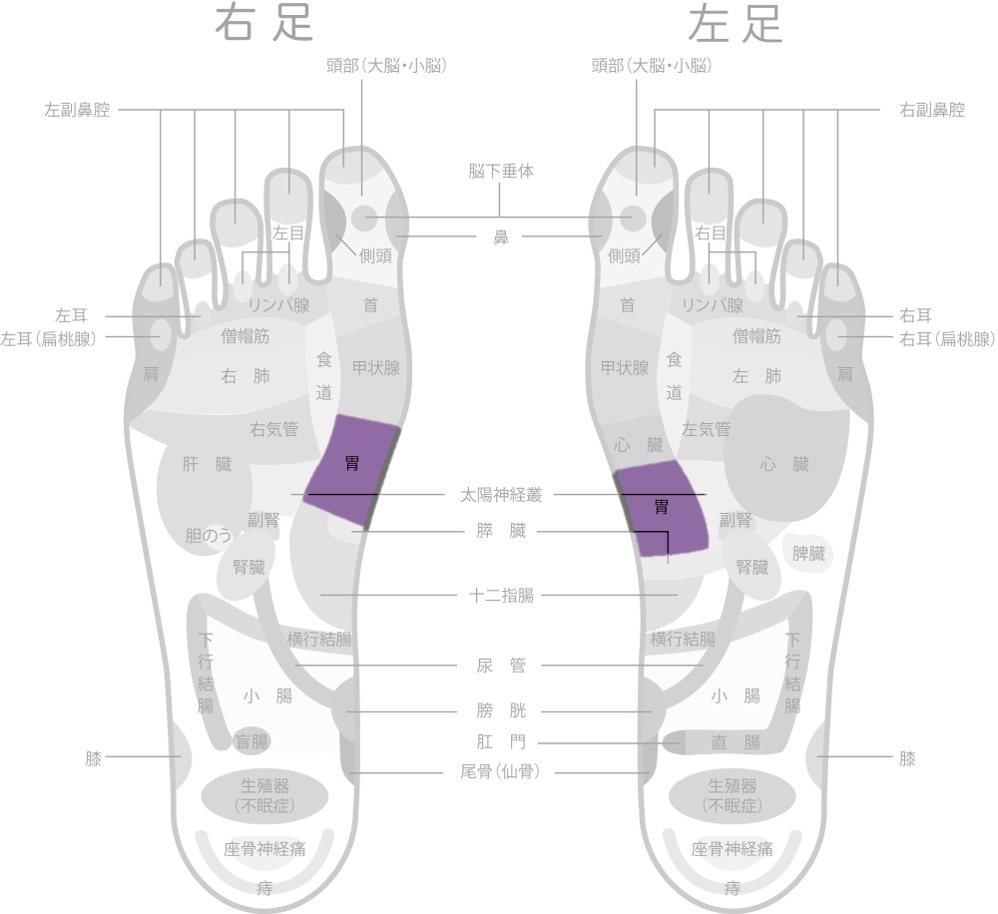 右足
左足
頭部（大脳・小脳）
頭部（大脳・小脳）
左副鼻腔
右副鼻腔
脳下垂体
左目
右目
鼻
側頭
側頭
リンパ腺
首
首
リンパ腺
左耳
右耳
左耳（扁桃腺）
僧帽筋
僧帽筋
右耳（扁桃腺）
肩
右 肺
食道
甲状腺
甲状腺
食道
左 肺
肩
右気管
心 臓
左気管
肝 臓
胃
心 臓
太陽神経叢
胃
副腎
副腎
胆のう
膵 臓
脾臓
腎臓
腎臓
十二指腸
横行結腸
横行結腸
下行結腸
下行結腸
尿 管
小 腸
小 腸
膀 胱
盲腸
肛 門
直 腸
膝
膝
尾骨（仙骨）
生殖器
（不眠症）
生殖器
（不眠症）
座骨神経痛
座骨神経痛
痔
痔